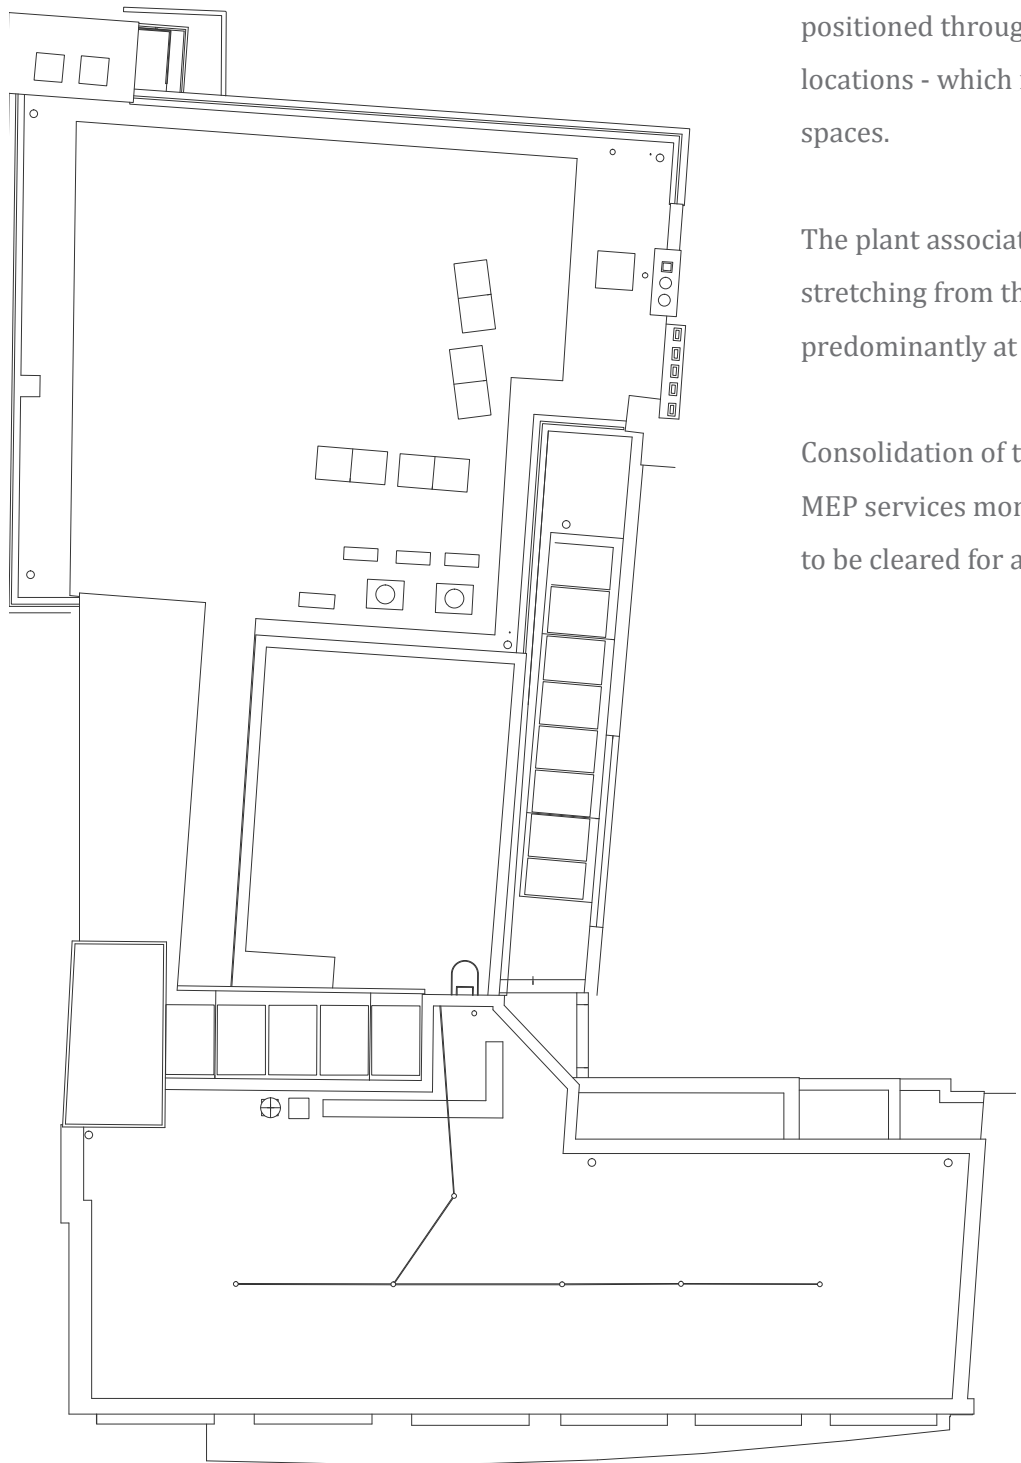 positioned throug
locations - which
spaces.
The plant associat
stretching from th
predominantly at
Consolidation of t
MEP services mor
to be cleared for a